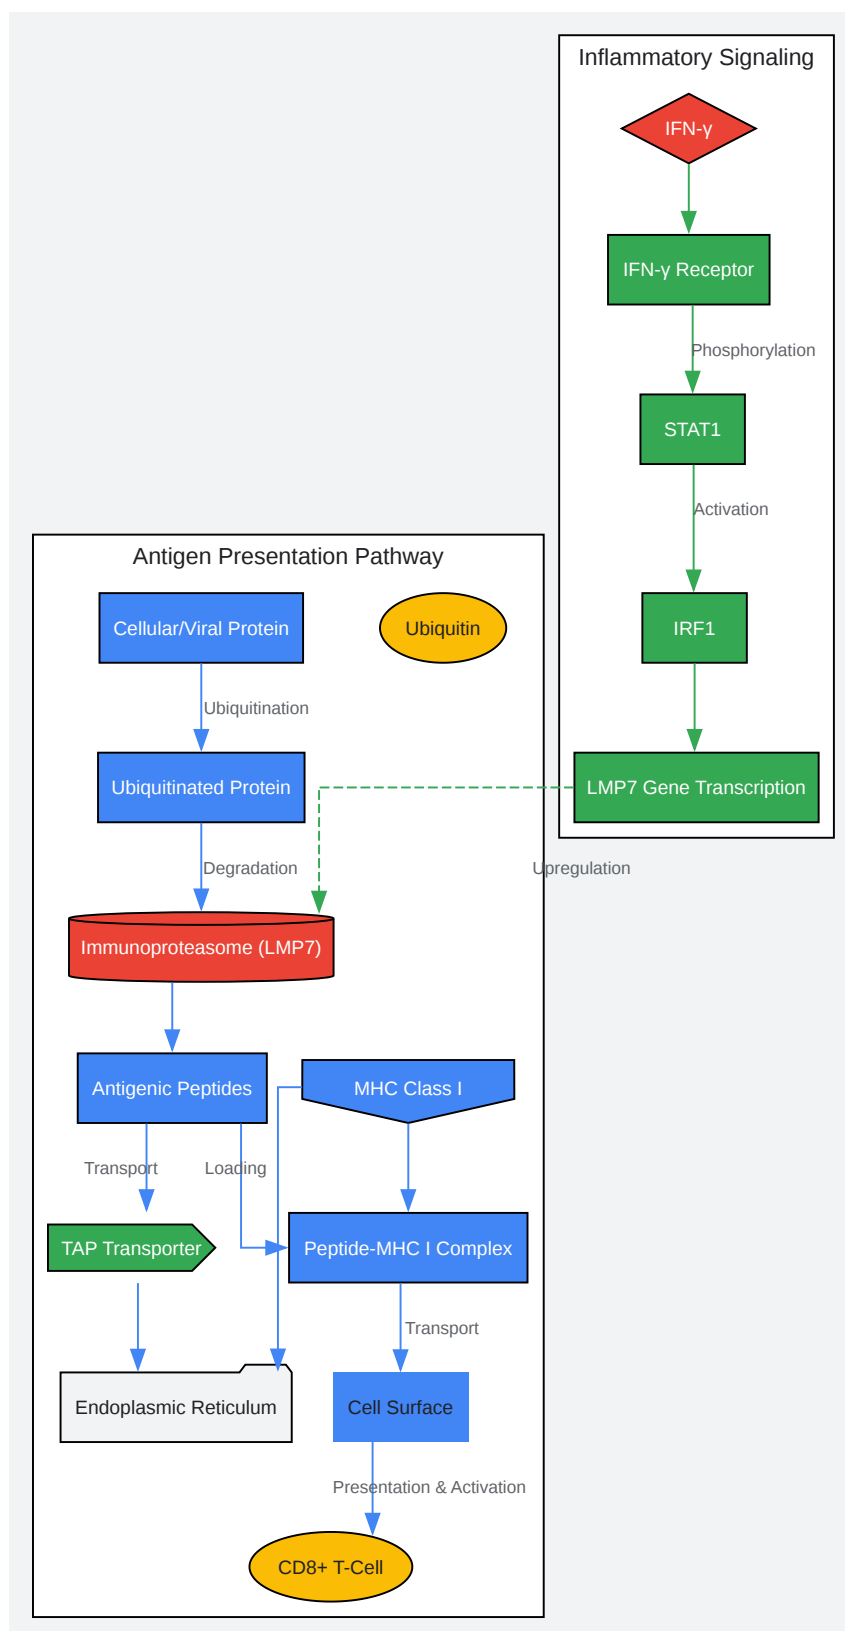 Inflammatory Signaling
IFN-γ
IFN-γ Receptor
Phosphorylation
STAT1
Activation
IRF1
LMP7 Gene Transcription
Upregulation
Antigen Presentation Pathway
Cellular/Viral Protein
Ubiquitin
Ubiquitination
Ubiquitinated Protein
Degradation
Immunoproteasome (LMP7)
Antigenic Peptides
MHC Class I
Transport
Loading
TAP Transporter
Peptide-MHC I Complex
Transport
Endoplasmic Reticulum
Cell Surface
Presentation & Activation
CD8+ T-Cell